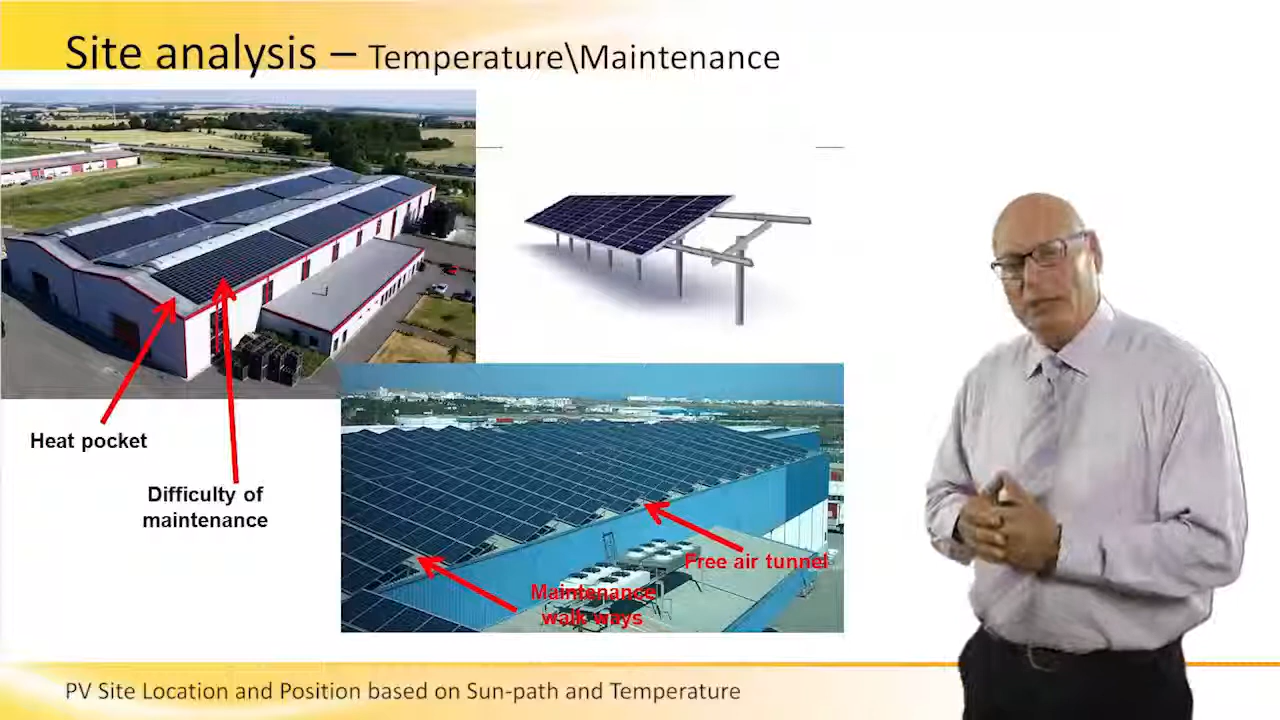 Site analysis – Temperature\Maintenance
Heat pocket
Difficulty of
maintenance
Free air tunnel
Maintenance
walk ways
PV Site Location and Position based on Sun-path and Temperature